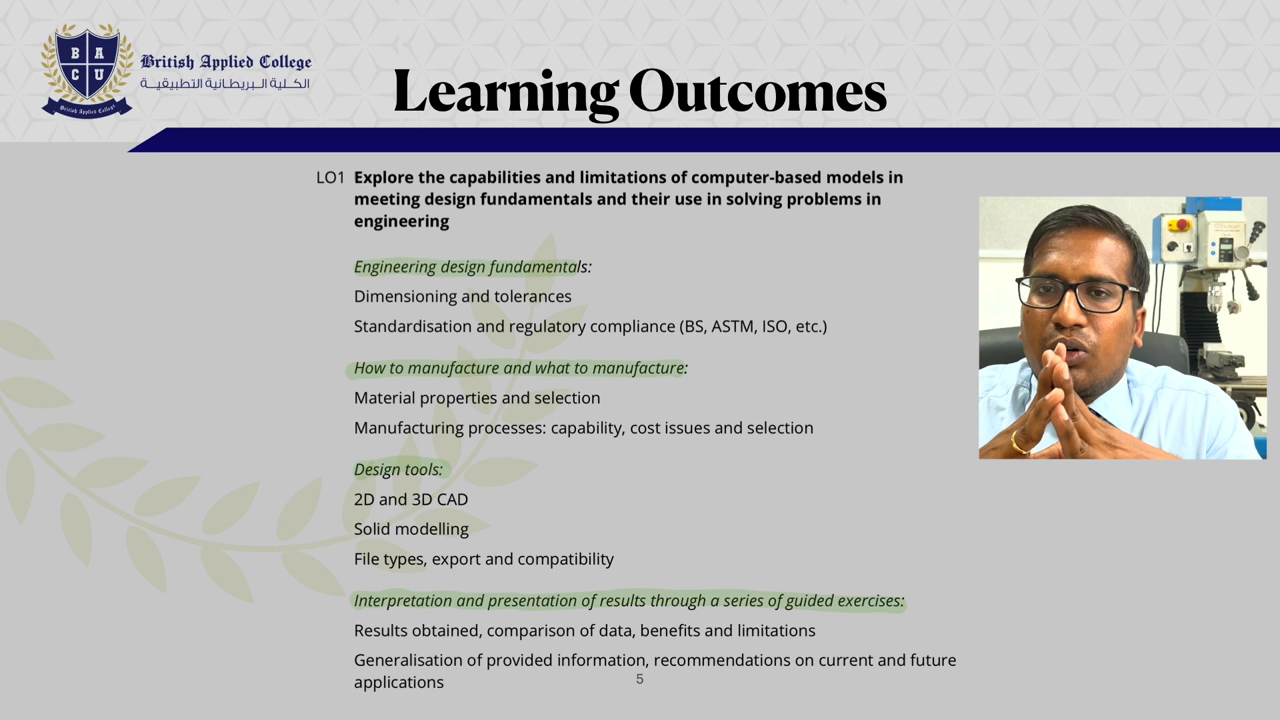 B A
C U
British Applied College
British Applied College
الكلية البريطانية التطبيقية
Learning Outcomes
LO1 Explore the capabilities and limitations of computer-based models in
meeting design fundamentals and their use in solving problems in
engineering
Engineering design fundamentals:
Dimensioning and tolerances
Standardisation and regulatory compliance (BS, ASTM, ISO, etc.)
How to manufacture and what to manufacture:
Material properties and selection
Manufacturing processes: capability, cost issues and selection
Design tools:
2D and 3D CAD
Solid modelling
File types, export and compatibility
Interpretation and presentation of results through a series of guided exercises:
Results obtained, comparison of data, benefits and limitations
Generalisation of provided information, recommendations on current and future
applications
5